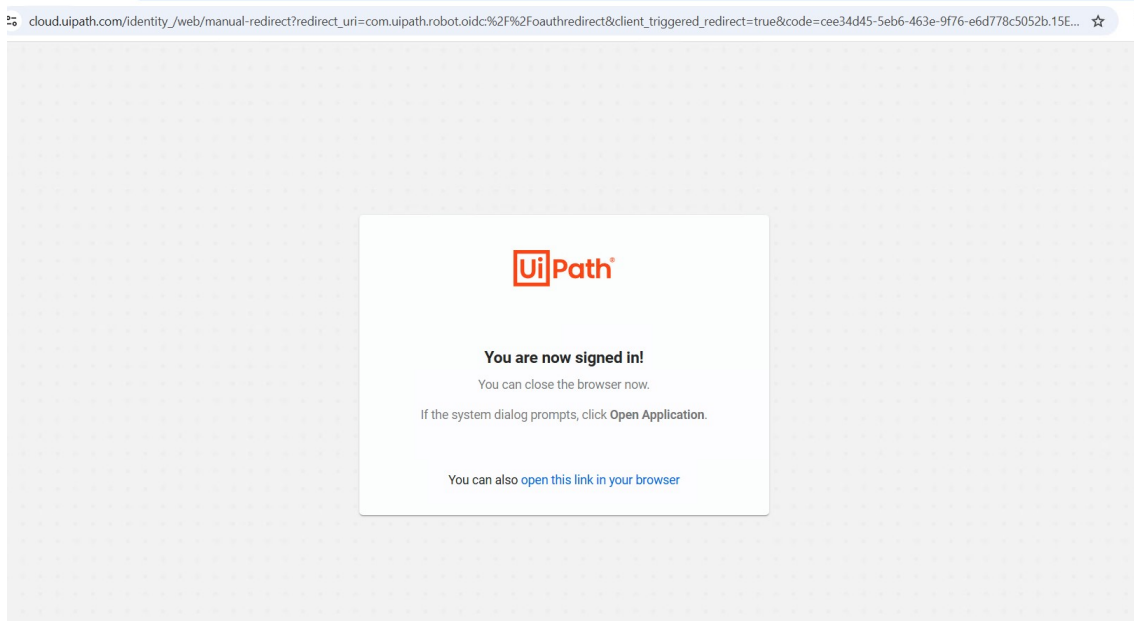 cloud.uipath.com/identity_/web/manual-redirect?redirect_uri=com.uipath.robot.oidc:%2F%2Foauthredirect&client_triggered_redirect=true&code=cee34d45-5eb6-463e-9f76-e6d778c5052b.15E...
UiPath®
You are now signed in!
You can close the browser now.
If the system dialog prompts, click Open Application.
You can also open this link in your browser